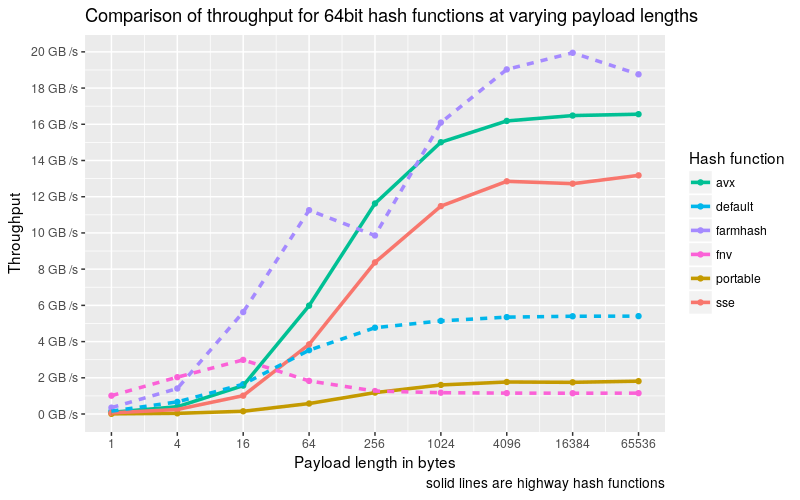 Comparison of throughput for 64bit hash functions at varying payload lengths
20 GB /s
18 GB /s
16 GB /s
14 GB /s
12 GB /s
10 GB /s
8 GB /s
6 GB /s
4 GB /s
2 GB /s
0 GB /s
Throughput
1 4 16 64 256 1024 4096 16384 65536
Payload length in bytes
solid lines are highway hash functions
Hash function
avx
default
farmhash
fnv
portable
sse